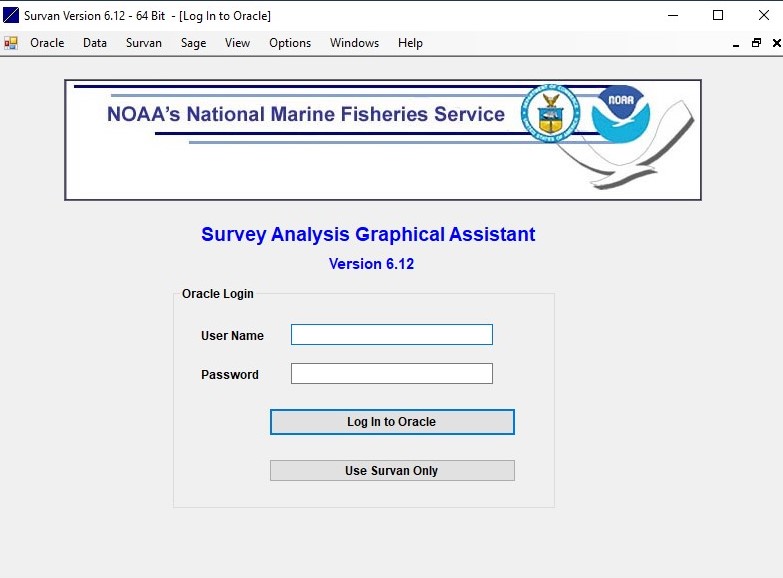 Survan Version 6.12 - 64 Bit - [Log In to Oracle]
Oracle Data Survan Sage View Options Windows Help
NOAA's National Marine Fisheries Service
NOAA
Survey Analysis Graphical Assistant
Version 6.12
Oracle Login
User Name
Password
Log In to Oracle
Use Survan Only